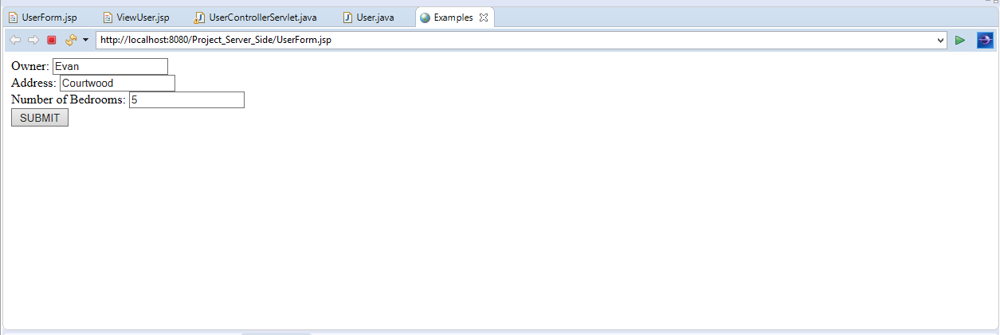 UserForm.jsp ViewUser.jsp UserControllerServlet.java User.java Examples
http://localhost:8080/Project_Server_Side/UserForm.jsp
Owner: Evan
Address: Courtwood
Number of Bedrooms: 5
SUBMIT